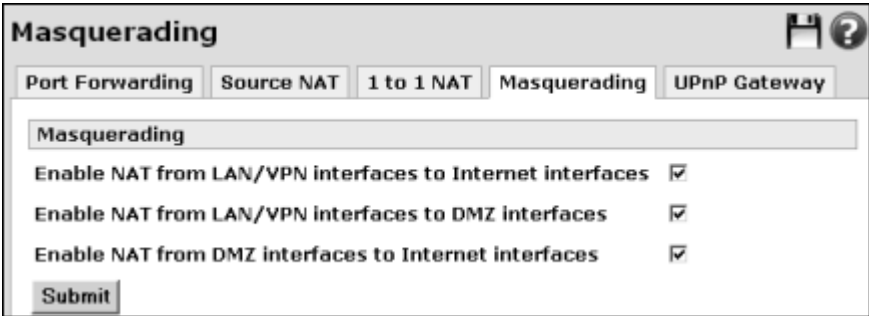 Masquerading
?
Port Forwarding Source NAT 1 to 1 NAT Masquerading UPnP Gateway
Masquerading
Enable NAT from LAN/VPN interfaces to Internet interfaces
Enable NAT from LAN/VPN interfaces to DMZ interfaces
Enable NAT from DMZ interfaces to Internet interfaces
Submit